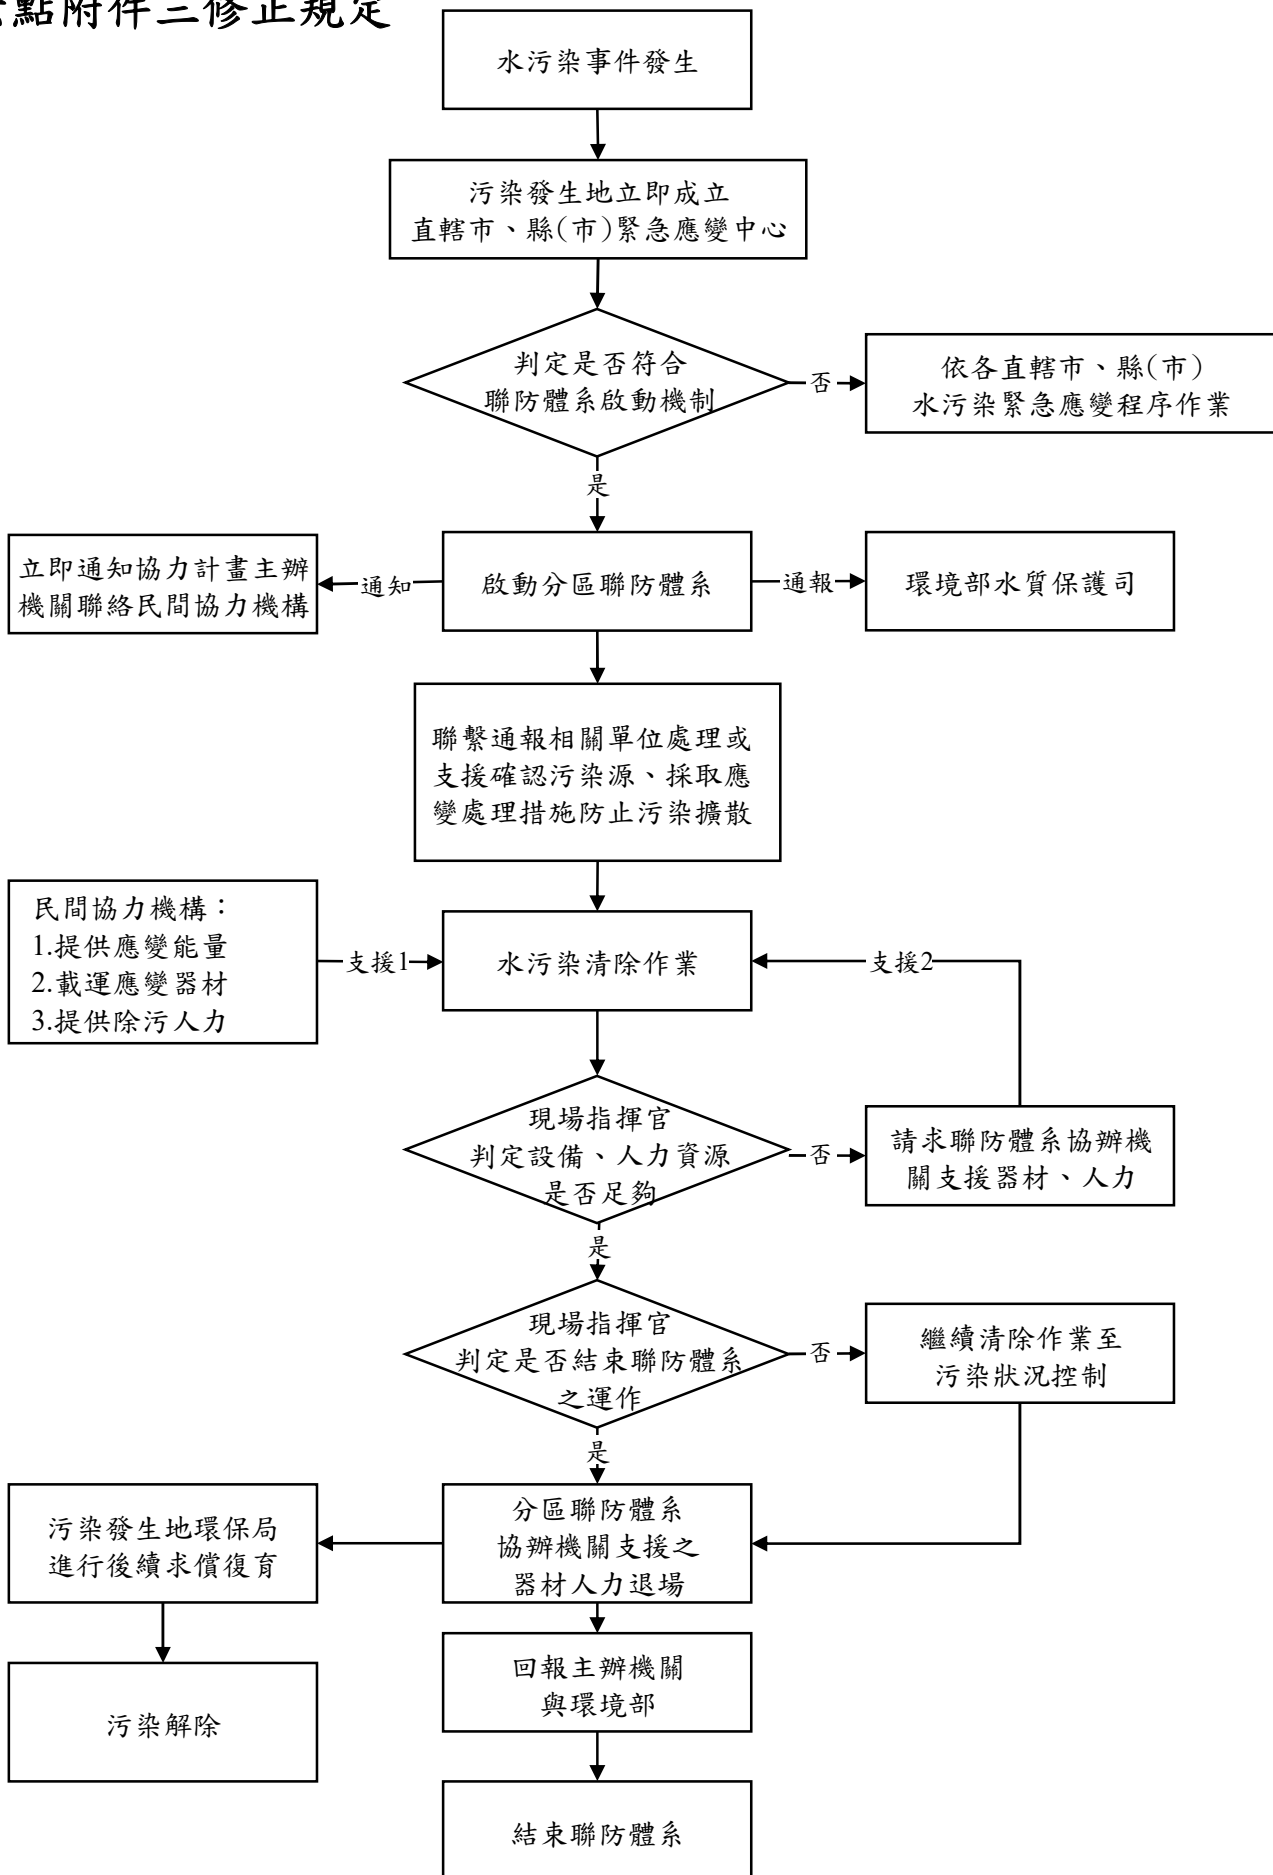 點附件三修正規定
水污染事件發生
污染發生地立即成立
直轄市、縣(市)緊急應變中心
判定是否符合
聯防體系啟動機制
否
依各直轄市、縣(市)
水污染緊急應變程序作業
是
立即通知協力計畫主辦
機關聯絡民間協力機構
通知
啟動分區聯防體系
通報
環境部水質保護司
聯繫通報相關單位處理或
支援確認污染源、採取應
變處理措施防止污染擴散
民間協力機構：
1.提供應變能量
2.載運應變器材
3.提供除污人力
支援1
水污染清除作業
支援2
現場指揮官
判定設備、人力資源
是否足夠
否
請求聯防體系協辦機
關支援器材、人力
是
現場指揮官
判定是否結束聯防體系
之運作
否
繼續清除作業至
污染狀況控制
是
污染發生地環保局
進行後續求償復育
分區聯防體系
協辦機關支援之
器材人力退場
回報主辦機關
與環境部
污染解除
結束聯防體系